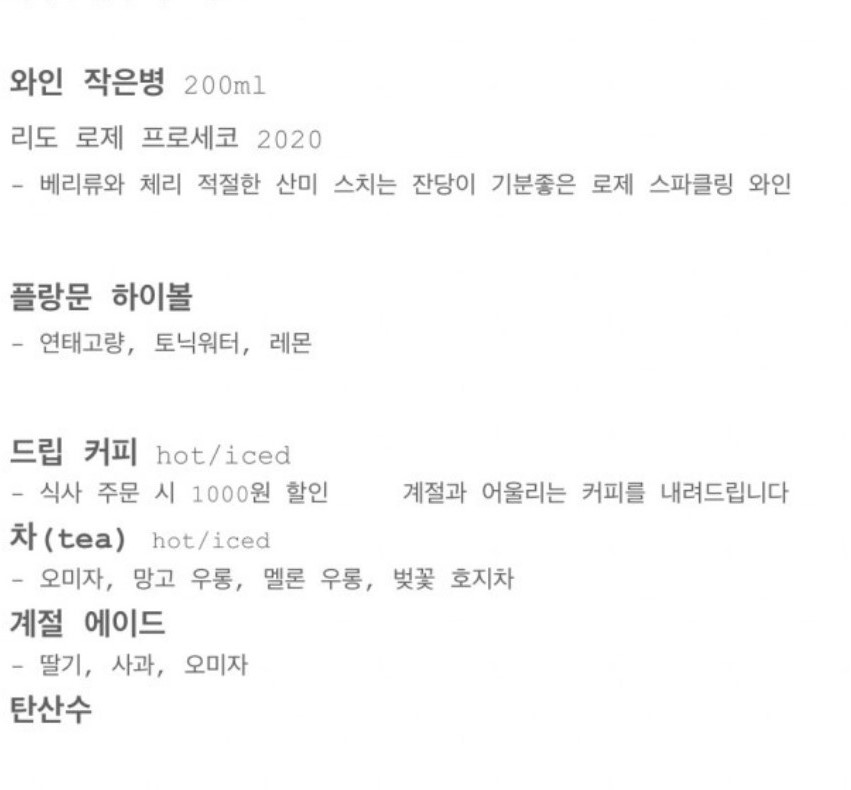 와인 작은병 200ml
리도 로제 프로세코 2020
- 베리류와 체리 적절한 산미 스치는 잔당이 기분좋은 로제 스파클링 와인
플랑문 하이볼
- 연태고량, 토닉워터, 레몬
드립 커피 hot/iced
- 식사 주문 시 1000원 할인 계절과 어울리는 커피를 내려드립니다
차(tea) hot/iced
- 오미자, 망고 우롱, 멜론 우롱, 벚꽃 호지차
계절 에이드
- 딸기, 사과, 오미자
탄산수